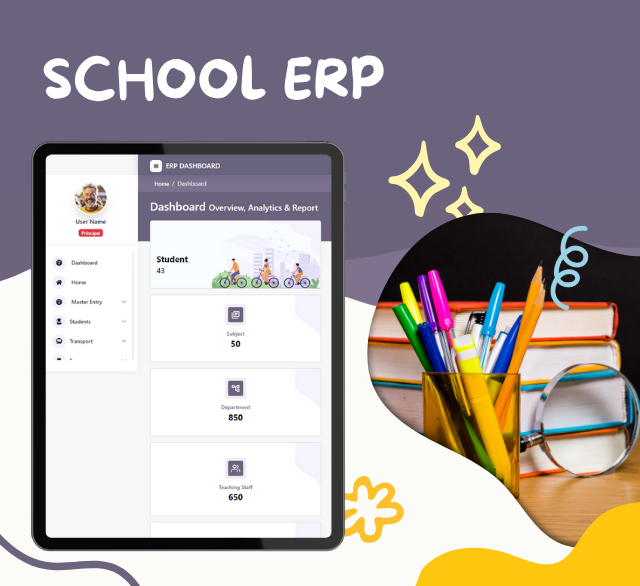 SCHOOL ERP
ERP DASHBOARD
Home / Dashboard
Dashboard Overview, Analytics & Report
User Name
Principal
Dashboard
Home
Master Entry
Students
Transport
Student
43
Subject
50
Department
850
Teaching Staff
650